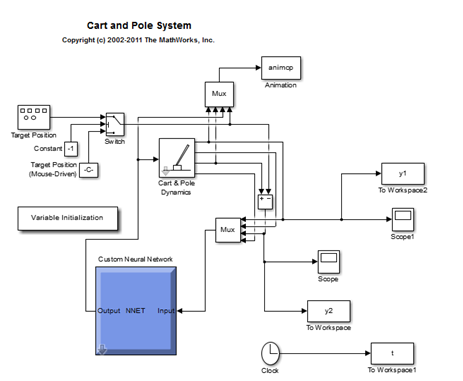 Cart and Pole System
Copyright (c) 2002-2011 The MathWorks, Inc.
animcp
Animation
Mux
Target Position
Constant
-1
Switch
Target Position
(Mouse-Driven)
-C-
Cart & Pole
Dynamics
y1
To Workspace2
Scope1
Variable Initialization
+ -
Mux
Scope
Custom Neural Network
Output NNET Input
y2
To Workspace
Clock
t
To Workspace1